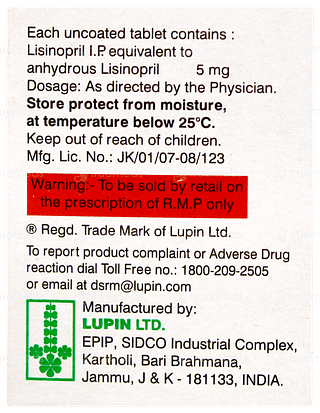 Each uncoated tablet contains :
Lisinopril I.P. equivalent to
anhydrous Lisinopril 5 mg
Dosage: As directed by the Physician.
Store protect from moisture,
at temperature below 25°C.
Keep out of reach of children.
Mfg. Lic. No.: JK/01/07-08/123
Warning:- To be sold by retail on
the prescription of R.M.P only
® Regd. Trade Mark of Lupin Ltd.
To report product complaint or Adverse Drug
reaction dial Toll Free no.: 1800-209-2505
or email at dsrm@lupin.com
Manufactured by:
LUPIN LTD.
EPIP, SIDCO Industrial Complex,
Kartholi, Bari Brahmana,
Jammu, J & K - 181133, INDIA.